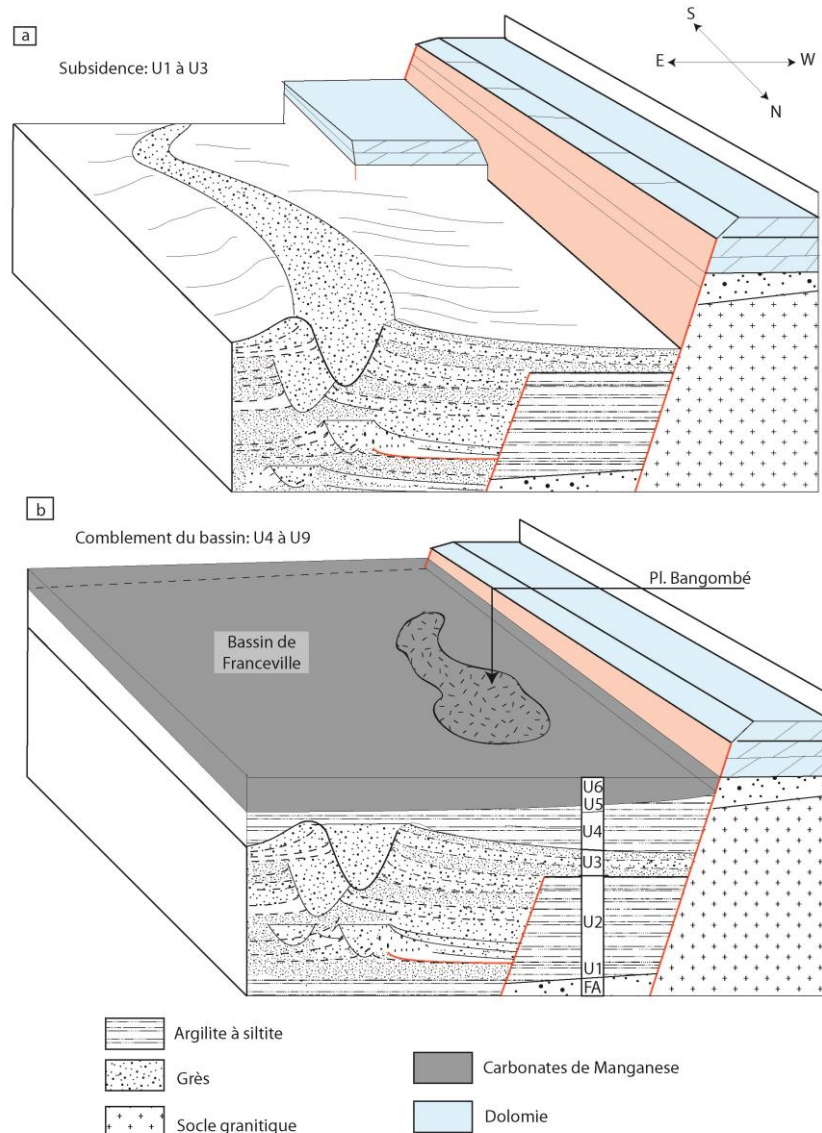 a
Subsidence: U1 à U3
S
E
W
N
b
Comblement du bassin: U4 à U9
Pl. Bangombé
Bassin de
Franceville
U6
U5
U4
U3
U2
U1
FA
Argilite à siltite
Grès
Socle granitique
Carbonates de Manganese
Dolomie